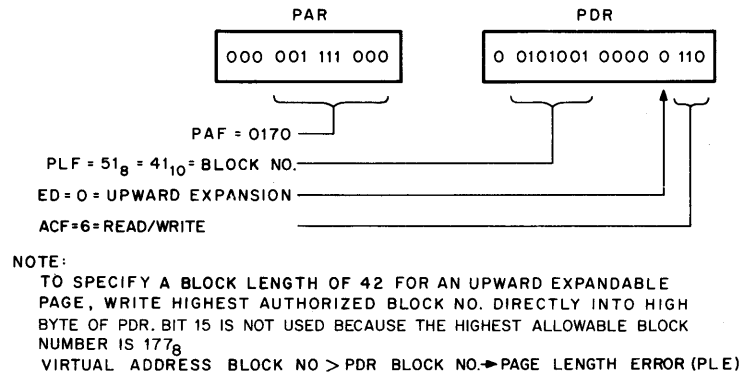 PAR PDR
000 001 111 000 0 0101001 0000 0 110
PAF = 0170
PLF = 51₈ = 41₁₀ = BLOCK NO.
ED = 0 = UPWARD EXPANSION
ACF=6=READ/WRITE
NOTE:
TO SPECIFY A BLOCK LENGTH OF 42 FOR AN UPWARD EXPANDABLE
PAGE, WRITE HIGHEST AUTHORIZED BLOCK NO. DIRECTLY INTO HIGH
BYTE OF PDR. BIT 15 IS NOT USED BECAUSE THE HIGHEST ALLOWABLE BLOCK
NUMBER IS 177₈
VIRTUAL ADDRESS BLOCK NO > PDR BLOCK NO.→PAGE LENGTH ERROR (PLE)